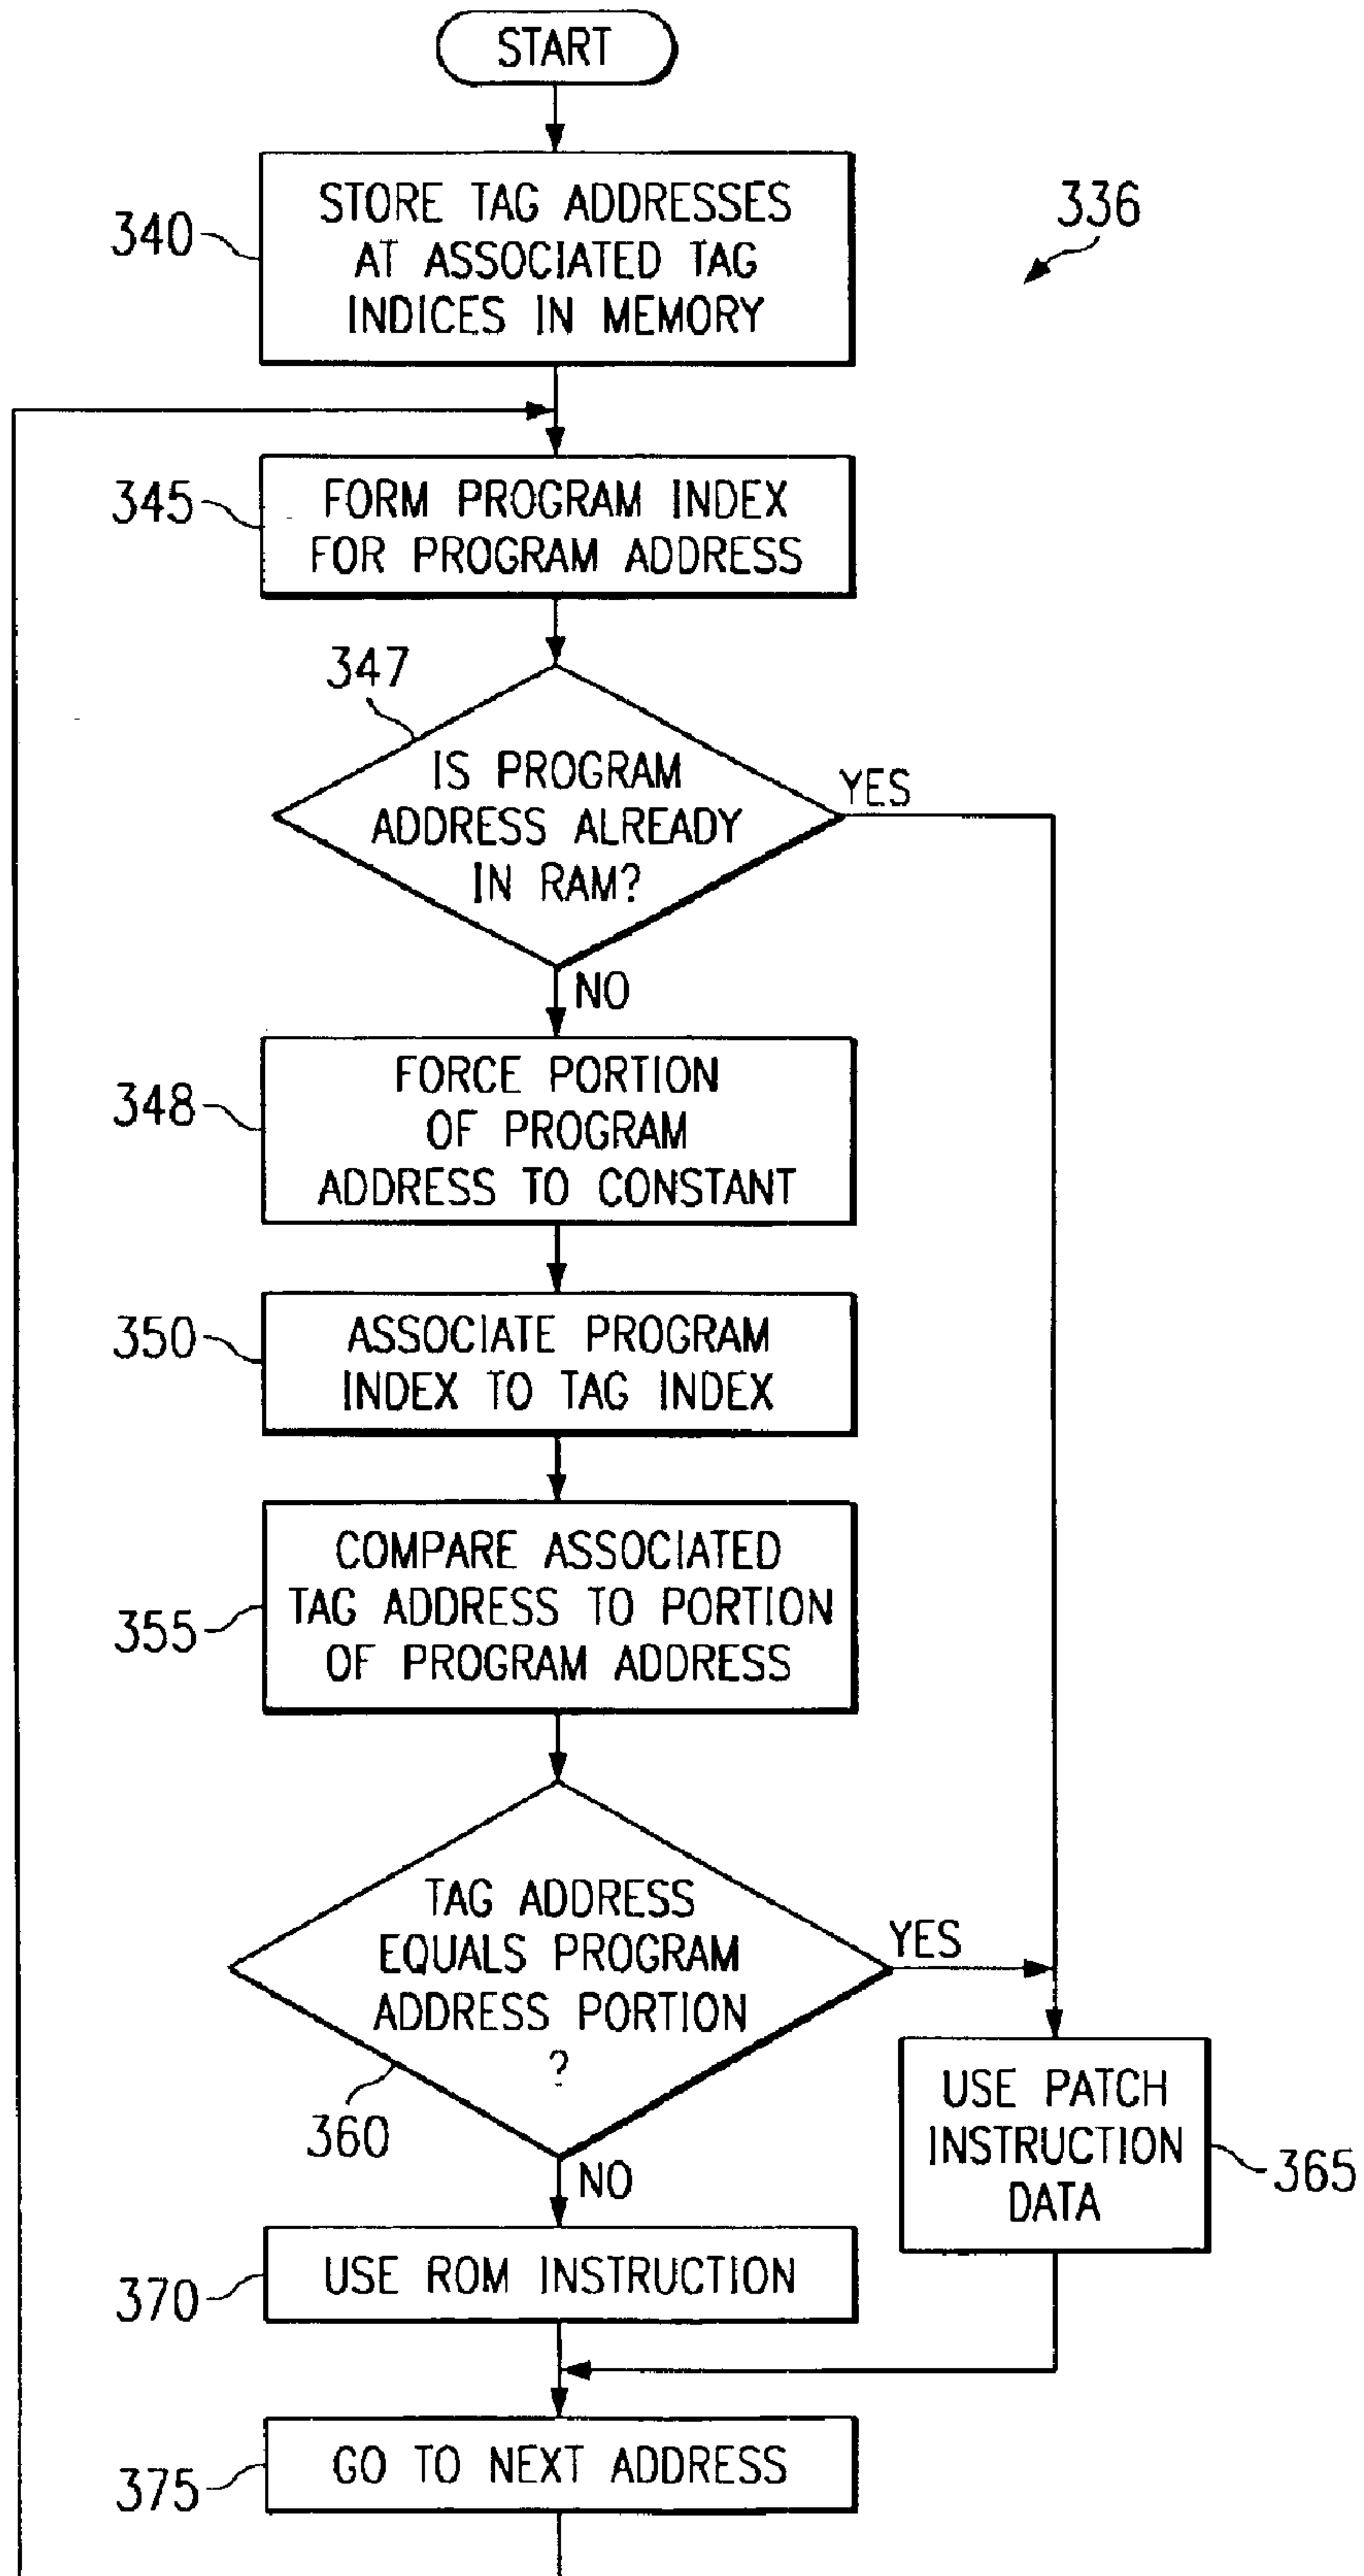 START
STORE TAG ADDRESSES
AT ASSOCIATED TAG
INDICES IN MEMORY
340
336
FORM PROGRAM INDEX
FOR PROGRAM ADDRESS
345
347
IS PROGRAM
ADDRESS ALREADY
IN RAM?
YES
NO
FORCE PORTION
OF PROGRAM
ADDRESS TO CONSTANT
348
ASSOCIATE PROGRAM
INDEX TO TAG INDEX
350
COMPARE ASSOCIATED
TAG ADDRESS TO PORTION
OF PROGRAM ADDRESS
355
TAG ADDRESS
EQUALS PROGRAM
ADDRESS PORTION
?
YES
360
NO
USE PATCH
INSTRUCTION
DATA
365
USE ROM INSTRUCTION
370
GO TO NEXT ADDRESS
375